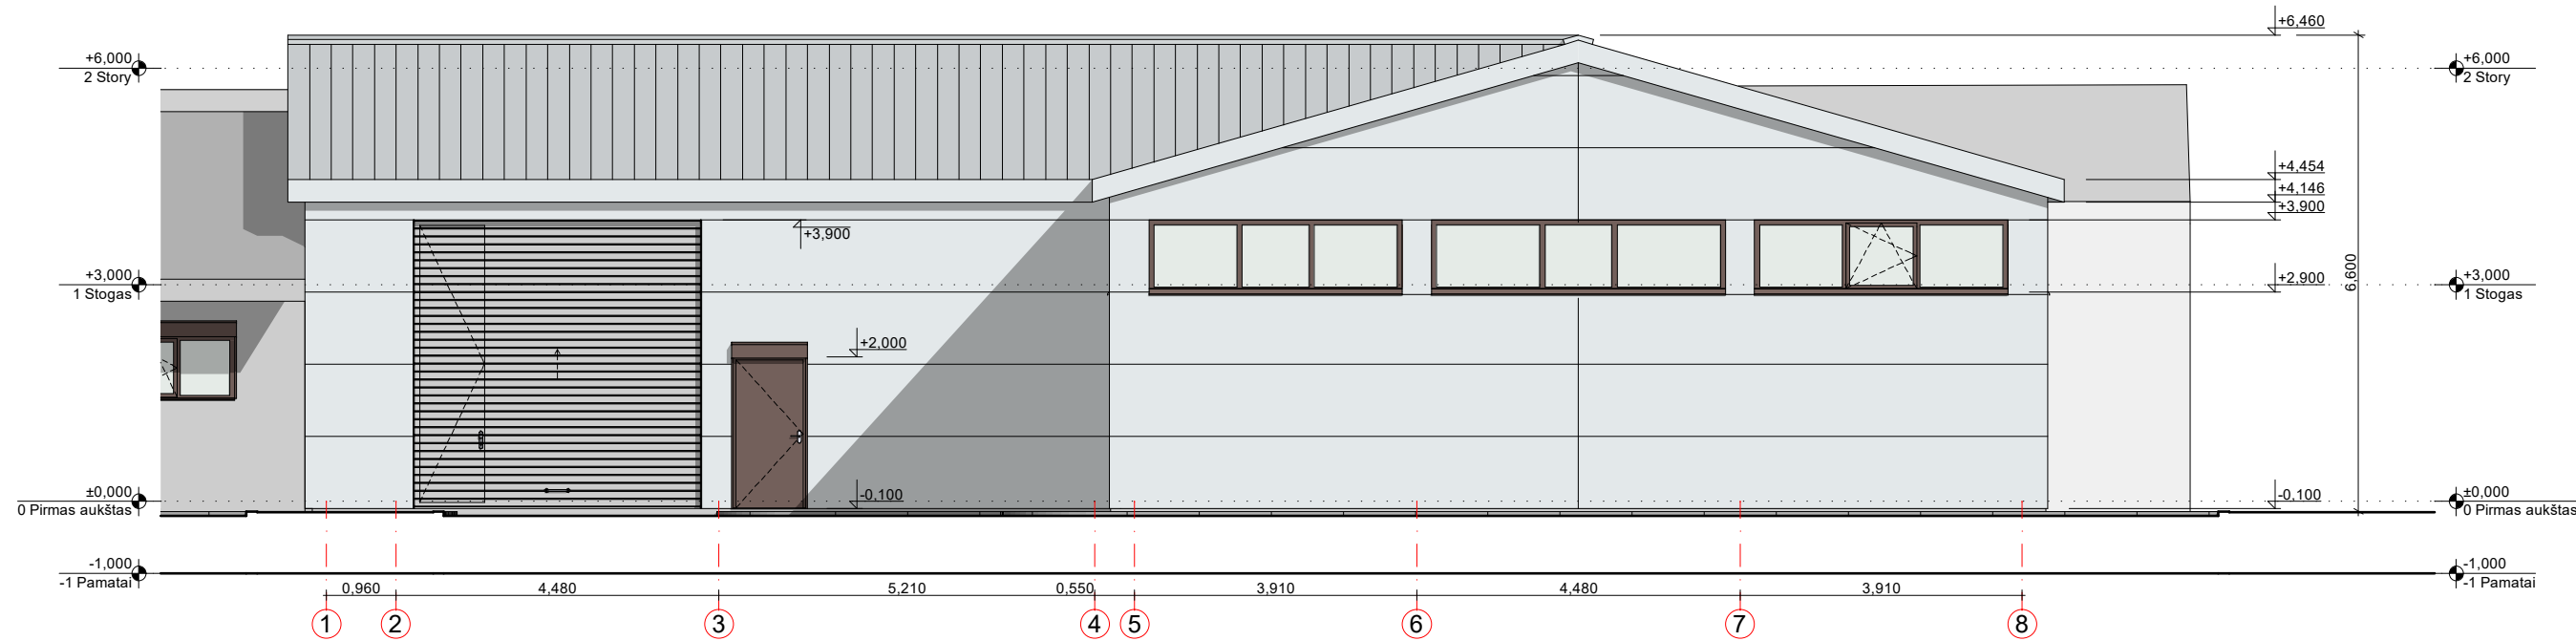 +6,460
+6,000
2 Story
+6,000
2 Story
+4,454
+4,146
+3,900
+3,900
+3,000
1 Stogas
+2,900
6,600
+3,000
1 Stogas
+2,000
±0,000
0 Pirmas aukštas
-0,100
-0,100
±0,000
0 Pirmas aukštas
-1,000
-1 Pamatai
-1,000
-1 Pamatai
0,960 4,480 5,210 0,550 3,910 4,480 3,910
1 2 3 4 5 6 7 8